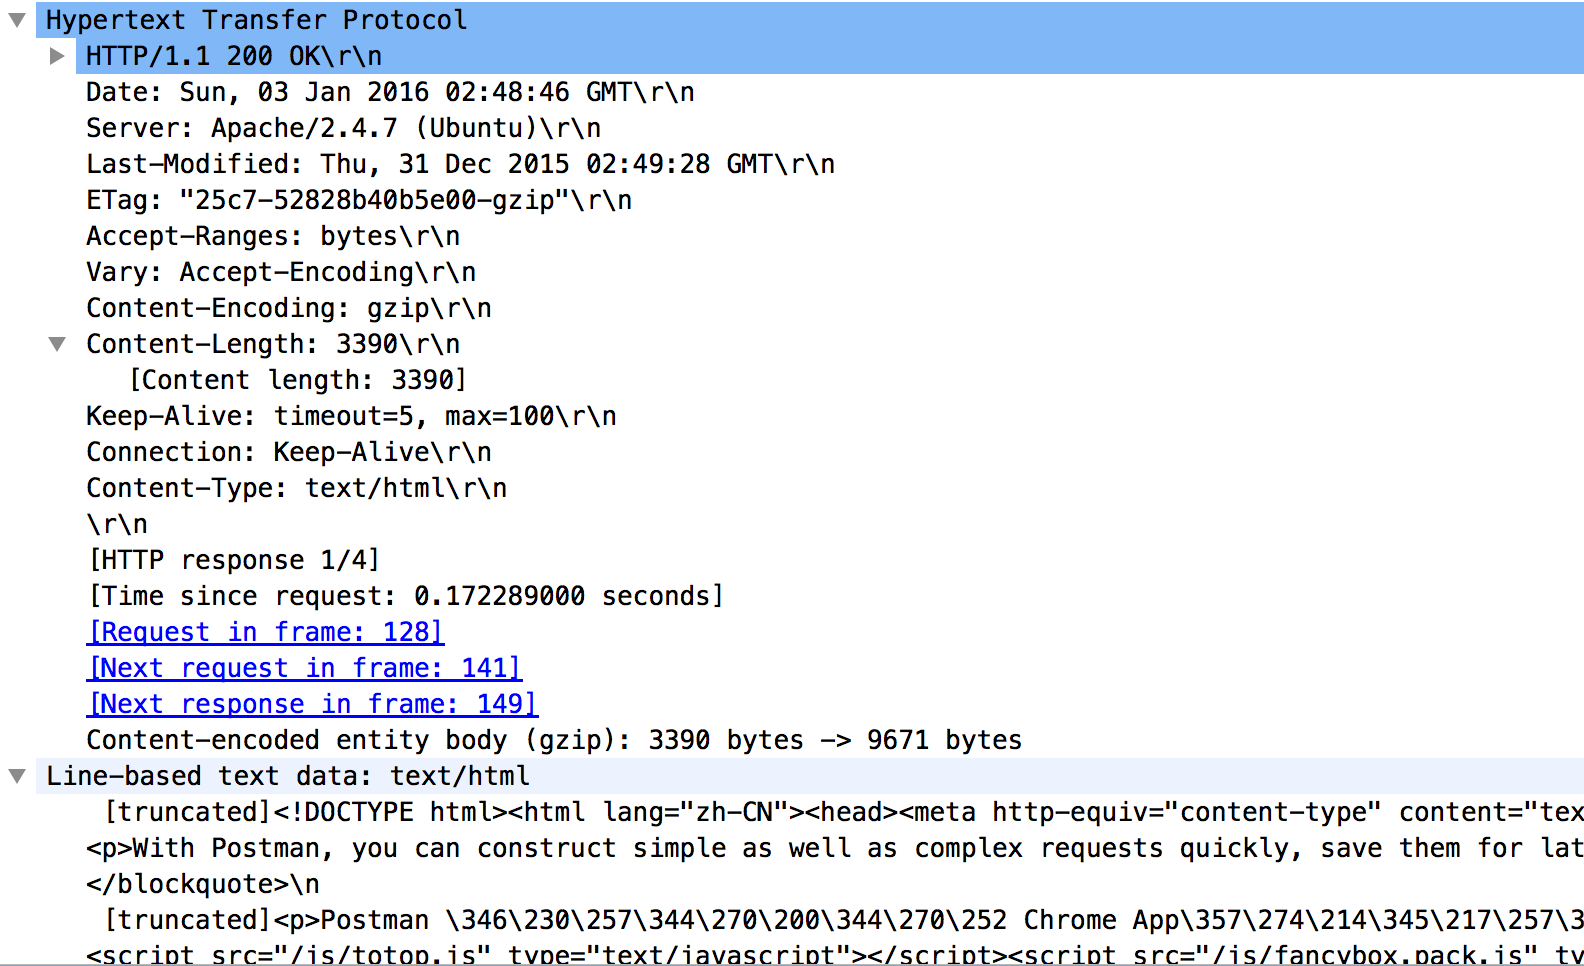 Hypertext Transfer Protocol
HTTP/1.1 200 OK\r\n
Date: Sun, 03 Jan 2016 02:48:46 GMT\r\n
Server: Apache/2.4.7 (Ubuntu)\r\n
Last-Modified: Thu, 31 Dec 2015 02:49:28 GMT\r\n
ETag: "25c7-52828b40b5e00-gzip"\r\n
Accept-Ranges: bytes\r\n
Vary: Accept-Encoding\r\n
Content-Encoding: gzip\r\n
Content-Length: 3390\r\n
[Content length: 3390]
Keep-Alive: timeout=5, max=100\r\n
Connection: Keep-Alive\r\n
Content-Type: text/html\r\n
\r\n
[HTTP response 1/4]
[Time since request: 0.172289000 seconds]
[Request in frame: 128]
[Next request in frame: 141]
[Next response in frame: 149]
Content-encoded entity body (gzip): 3390 bytes -> 9671 bytes
Line-based text data: text/html
[truncated]<!DOCTYPE html><html lang="zh-CN"><head><meta http-equiv="content-type" content="tex
<p>With Postman, you can construct simple as well as complex requests quickly, save them for lat
</blockquote>\n
[truncated]<p>Postman \346\230\257\344\270\200\344\270\252 Chrome App\357\274\214\345\217\257\3
<script src="/js/totop.js" type="text/javascript"></script><script src="/js/fancybox.pack.js" ty